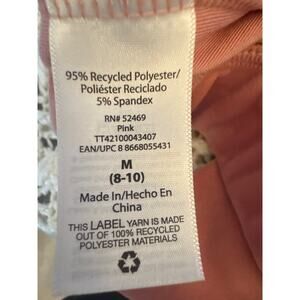 95% Recycled Polyester/
Poliéster Reciclado
5% Spandex
RN# 52469
Pink
TT42100043407
EAN/UPC 8 8668055431
M
(8-10)
Made In/Hecho En
China
THIS LABEL YARN IS MADE
OUT OF 100% RECYCLED
POLYESTER MATERIALS